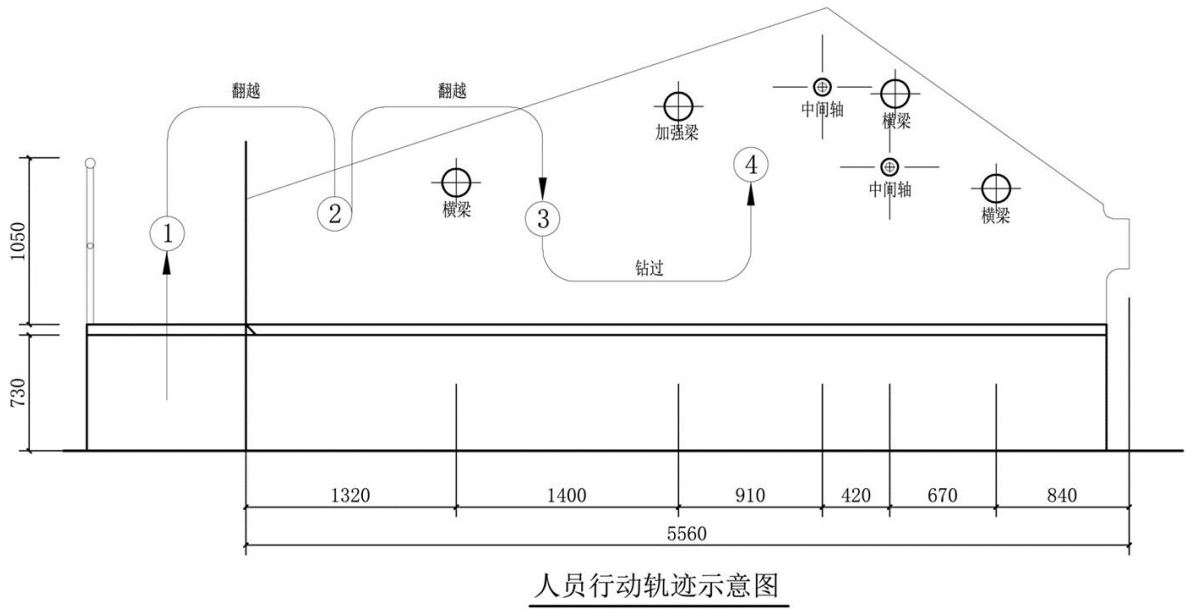 翻越
翻越
加强梁
中间轴
横梁
横梁
中间轴
横梁
1
2
3
4
钻过
1050
730
1320
1400
910
420
670
840
5560
人员行动轨迹示意图